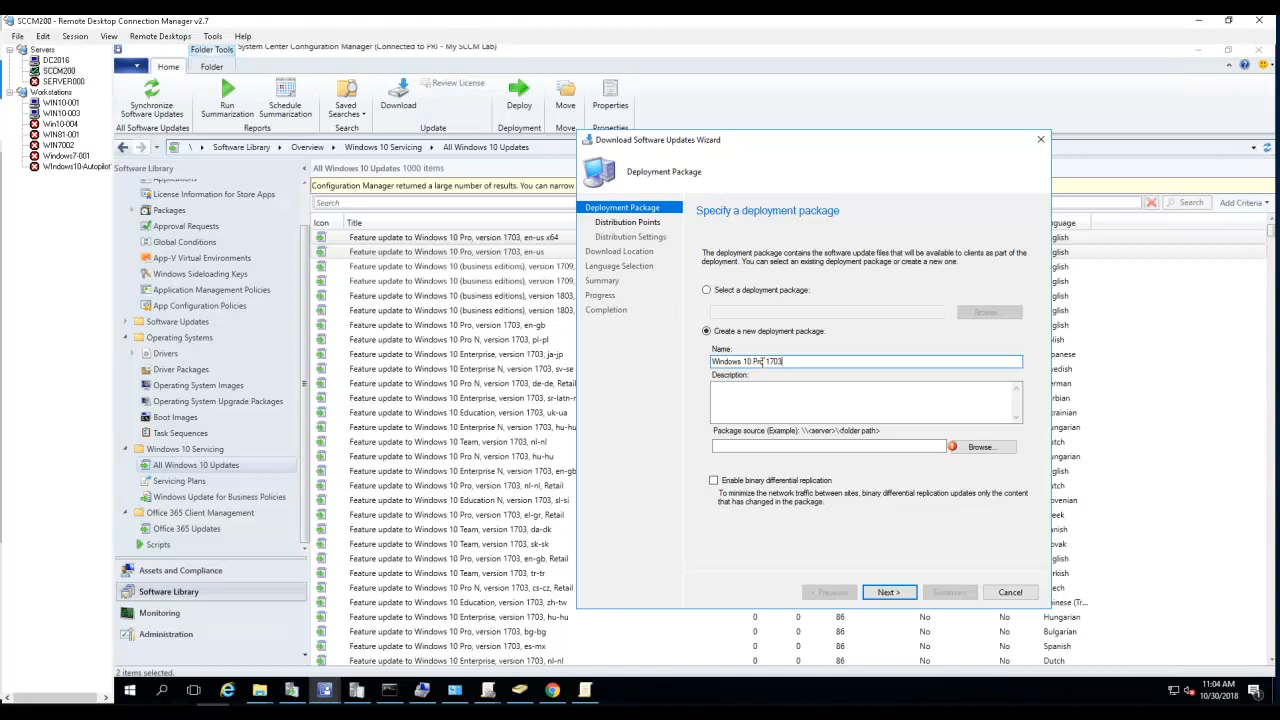 SCCM200 - Remote Desktop Connection Manager v2.7
File Edit Session View Remote Desktops Tools Help
Servers
DC2016
SCCM200
SERVER000
Workstations
WIN10-001
WIN10-003
Win10-004
WIN81-001
WIN7002
Windows7-001
WIndows10-Autopilot
Folder Tools
System Center Configuration Manager (Connected to PRI - My SCCM Lab)
Home Folder
Synchronize Software Updates
All Software Updates
Run Summarization
Schedule Summarization
Reports
Saved Searches
Search
Download
Review License
Update
Deploy
Deployment
Move
Move
Properties
Properties
\ Software Library Overview Windows 10 Servicing All Windows 10 Updates
Software Library
Applications
License Information for Store Apps
Packages
Approval Requests
Global Conditions
App-V Virtual Environments
Windows Sideloading Keys
Application Management Policies
App Configuration Policies
Software Updates
Operating Systems
Drivers
Driver Packages
Operating System Images
Operating System Upgrade Packages
Boot Images
Task Sequences
Windows 10 Servicing
All Windows 10 Updates
Servicing Plans
Windows Update for Business Policies
Office 365 Client Management
Office 365 Updates
Scripts
Assets and Compliance
Software Library
Monitoring
Administration
All Windows 10 Updates 1000 items
Configuration Manager returned a large number of results. You can narrow
Search
Search
Add Criteria
Icon Title
Feature update to Windows 10 Pro, version 1703, en-us x64
Feature update to Windows 10 Pro, version 1703, en-us
Feature update to Windows 10 (business editions), version 1709,
Feature update to Windows 10 (business editions), version 1709,
Feature update to Windows 10 (business editions), version 1803,
Feature update to Windows 10 (business editions), version 1803,
Feature update to Windows 10 Pro, version 1703, en-gb
Feature update to Windows 10 Pro, version 1703, pl-pl
Feature update to Windows 10 Enterprise, version 1703, ja-jp
Feature update to Windows 10 Enterprise, version 1703, sv-se
Feature update to Windows 10 Pro, version 1703, de-de, Retail
Feature update to Windows 10 Enterprise, version 1703, sr-latn-r
Feature update to Windows 10 Education, version 1703, uk-ua
Feature update to Windows 10 Enterprise, version 1703, hu-hu
Feature update to Windows 10 Team, version 1703, nl-nl
Feature update to Windows 10 Pro N, version 1703, hu-hu
Feature update to Windows 10 Enterprise N, version 1703, en-gb
Feature update to Windows 10 Pro, version 1703, nl-nl, Retail
Feature update to Windows 10 Education N, version 1703, sl-si
Feature update to Windows 10 Pro, version 1703, el-gr, Retail
Feature update to Windows 10 Team, version 1703, da-dk
Feature update to Windows 10 Team, version 1703, sk-sk
Feature update to Windows 10 Pro, version 1703, en-gb, Retail
Feature update to Windows 10 Team, version 1703, tr-tr
Feature update to Windows 10 Pro N, version 1703, cs-cz, Retail
Feature update to Windows 10 Education, version 1703, zh-tw
Feature update to Windows 10 Enterprise, version 1703, hu-hu 0 0 86 No No Hungarian
Feature update to Windows 10 Pro, version 1703, bg-bg 0 0 86 No No Bulgarian
Feature update to Windows 10 Pro N, version 1703, es-mx 0 0 86 No No Spanish
Feature update to Windows 10 Enterprise, version 1703, nl-nl 0 0 86 No No Dutch
2 items selected.
Download Software Updates Wizard
Deployment Package
Deployment Package
Distribution Points
Distribution Settings
Download Location
Language Selection
Summary
Progress
Completion
Specify a deployment package
The deployment package contains the software update files that will be available to clients as part of the
deployment. You can select an existing deployment package or create a new one.
Select a deployment package:
Browse...
Create a new deployment package:
Name:
Windows 10 Pro 1703
Description:
Package source (Example): \\<server>\<folder path>
Browse...
Enable binary differential replication
To minimize the network traffic between sites, binary differential replication updates only the content
that has changed in the package.
< Previous Next > Summary Cancel
11:04 AM
10/30/2018